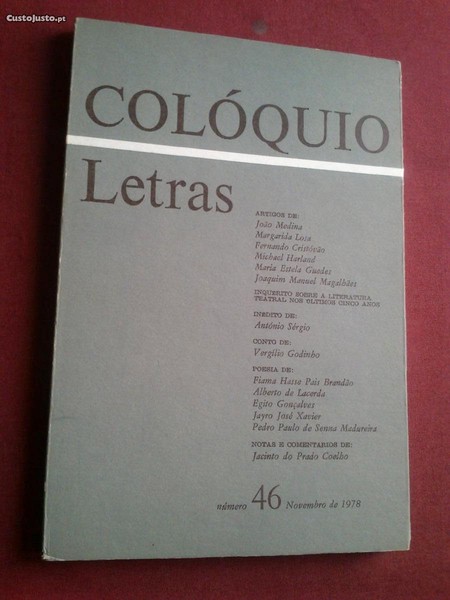 CustoJusto.pt
COLÓQUIO
Letras
ARTIGOS DE:
João Medina
Margarida Losa
Fernando Cristóvão
Michael Harland
Maria Estela Guedes
Joaquim Manuel Magalhães
INQUÉRITO SOBRE A LITERATURA
TEATRAL NOS ÚLTIMOS CINCO ANOS
INÉDITO DE:
António Sérgio
CONTO DE:
Vergílio Godinho
POESIA DE:
Fiama Hasse Pais Brandão
Alberto de Lacerda
Egito Gonçalves
Jayro José Xavier
Pedro Paulo de Senna Madureira
NOTAS E COMENTÁRIOS DE:
Jacinto do Prado Coelho
número 46 Novembro de 1978